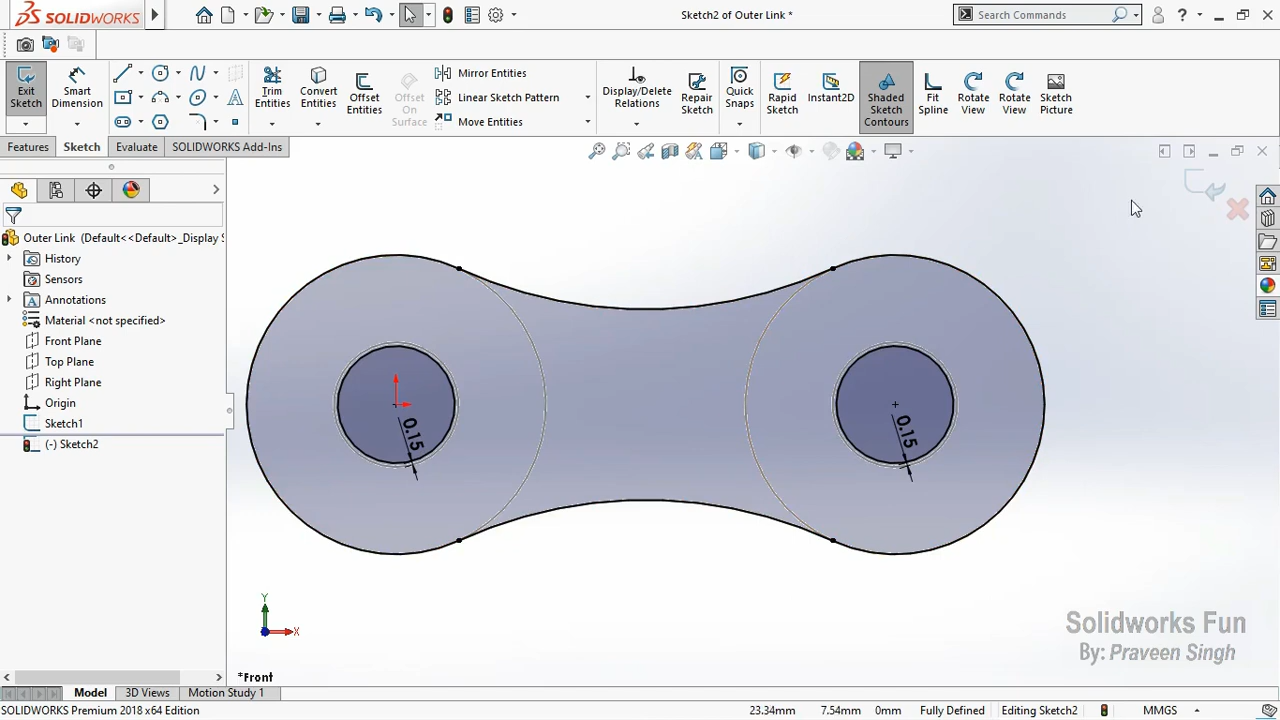 SOLIDWORKS
Sketch2 of Outer Link *
Search Commands
?
Exit Sketch
Smart Dimension
Trim Entities
Convert Entities
Offset Entities
Offset On Surface
Mirror Entities
Linear Sketch Pattern
Move Entities
Display/Delete Relations
Repair Sketch
Quick Snaps
Rapid Sketch
Instant2D
Shaded Sketch Contours
Fit Spline
Rotate View
Rotate View
Sketch Picture
Features
Sketch
Evaluate
SOLIDWORKS Add-Ins
Outer Link (Default<<Default>_Display S
History
Sensors
Annotations
Material <not specified>
Front Plane
Top Plane
Right Plane
Origin
Sketch1
(-) Sketch2
0.15
0.15
Y
X
*Front
Solidworks Fun
By: Praveen Singh
Model
3D Views
Motion Study 1
SOLIDWORKS Premium 2018 x64 Edition
23.34mm
7.54mm
0mm
Fully Defined
Editing Sketch2
MMGS